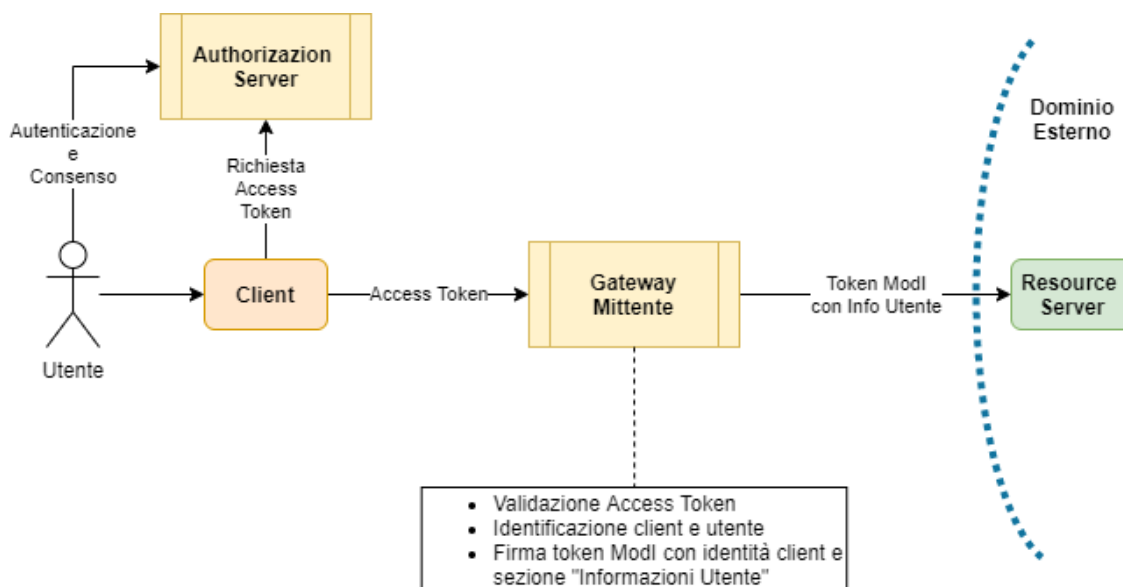 Authorizazion
Server
Dominio
Esterno
Autenticazione
e
Consenso
Richiesta
Access
Token
Utente
Client
Access Token
Gateway
Mittente
Token ModI
con Info Utente
Resource
Server
• Validazione Access Token
• Identificazione client e utente
• Firma token ModI con identità client e
sezione "Informazioni Utente"